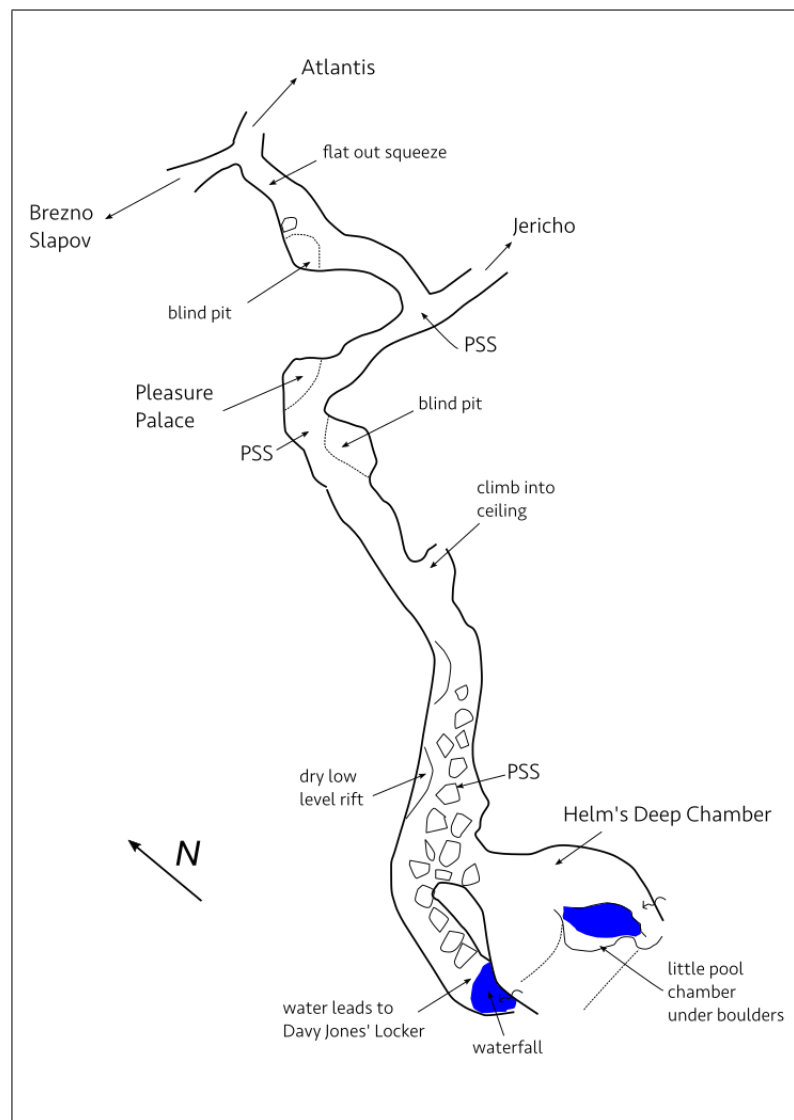 Atlantis
flat out squeeze
Brezno
Slapov
Jericho
blind pit
PSS
Pleasure
Palace
blind pit
PSS
climb into
ceiling
dry low
level rift
PSS
Helm's Deep Chamber
N
little pool
chamber
under boulders
water leads to
Davy Jones' Locker
waterfall